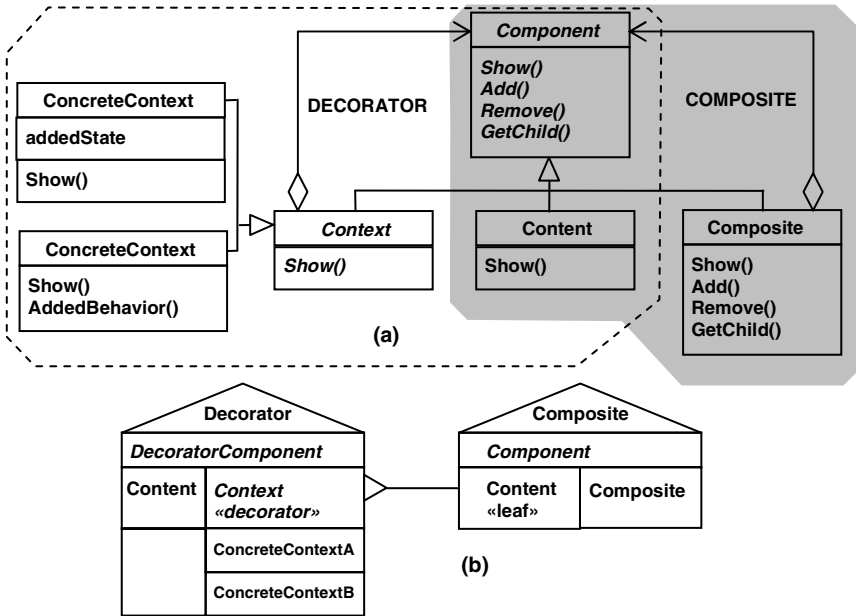 Component
Show()
Add()
Remove()
GetChild()
DECORATOR
COMPOSITE
ConcreteContext
addedState
Show()
ConcreteContext
Show()
AddedBehavior()
Context
Show()
Content
Show()
Composite
Show()
Add()
Remove()
GetChild()
(a)
Decorator
DecoratorComponent
Content
Context
«decorator»
ConcreteContextA
ConcreteContextB
Composite
Component
Content
«leaf»
Composite
(b)